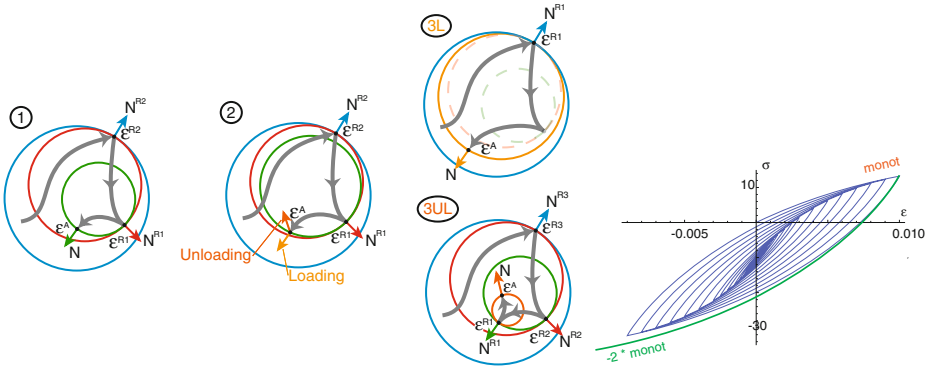 1
N^R2
ε^R2
ε^A
N
ε^R1
N^R1
2
N^R2
ε^R2
ε^A
ε^R1
N^R1
Unloading
Loading
3L
N^R1
ε^R1
ε^A
N
3UL
N^R3
ε^R3
N
ε^A
ε^R1
N^R1
ε^R2
N^R2
σ
monot
10
ε
-0.005
0.010
-30
-2 * monot